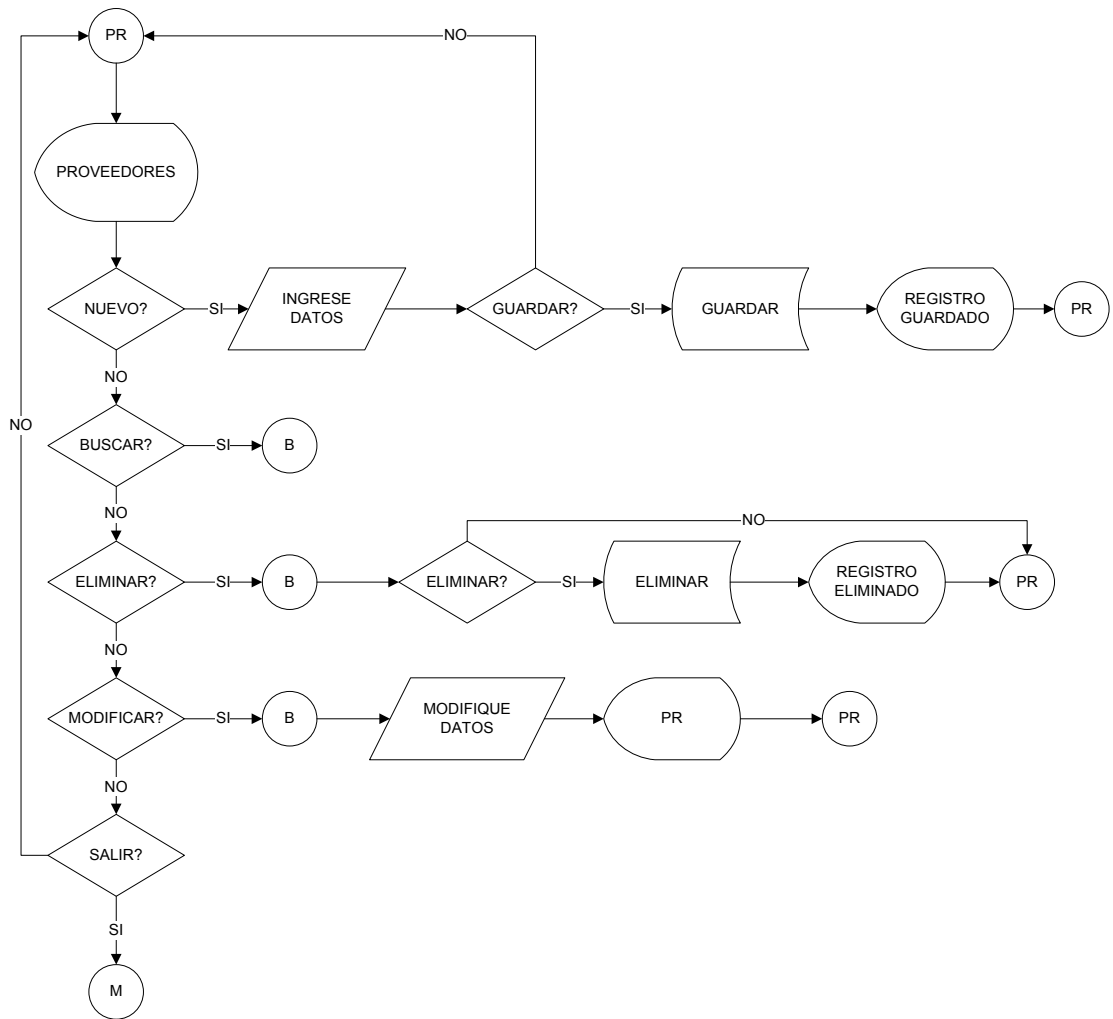 PR
NO
PROVEEDORES
NUEVO?
SI
INGRESE
DATOS
GUARDAR?
SI
GUARDAR
REGISTRO
GUARDADO
PR
NO
NO
BUSCAR?
SI
B
NO
NO
ELIMINAR?
SI
B
ELIMINAR?
SI
ELIMINAR
REGISTRO
ELIMINADO
PR
NO
MODIFICAR?
SI
B
MODIFIQUE
DATOS
PR
PR
NO
SALIR?
SI
M